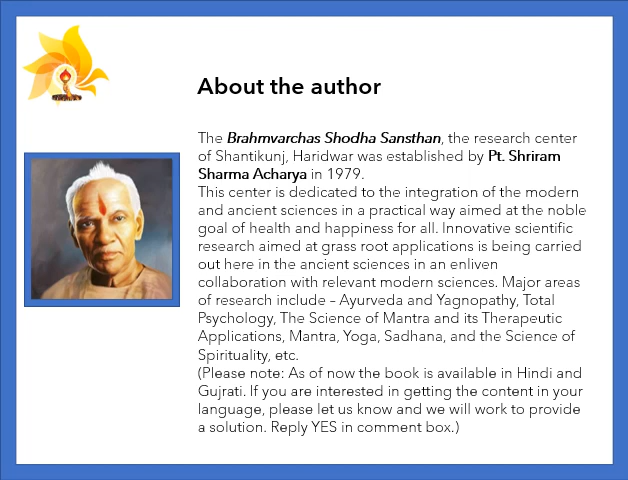 About the author
The Brahmvarchas Shodha Sansthan, the research center
of Shantikunj, Haridwar was established by Pt. Shriram
Sharma Acharya in 1979.
This center is dedicated to the integration of the modern
and ancient sciences in a practical way aimed at the noble
goal of health and happiness for all. Innovative scientific
research aimed at grass root applications is being carried
out here in the ancient sciences in an enliven
collaboration with relevant modern sciences. Major areas
of research include – Ayurveda and Yagnopathy, Total
Psychology, The Science of Mantra and its Therapeutic
Applications, Mantra, Yoga, Sadhana, and the Science of
Spirituality, etc.
(Please note: As of now the book is available in Hindi and
Gujrati. If you are interested in getting the content in your
language, please let us know and we will work to provide
a solution. Reply YES in comment box.)